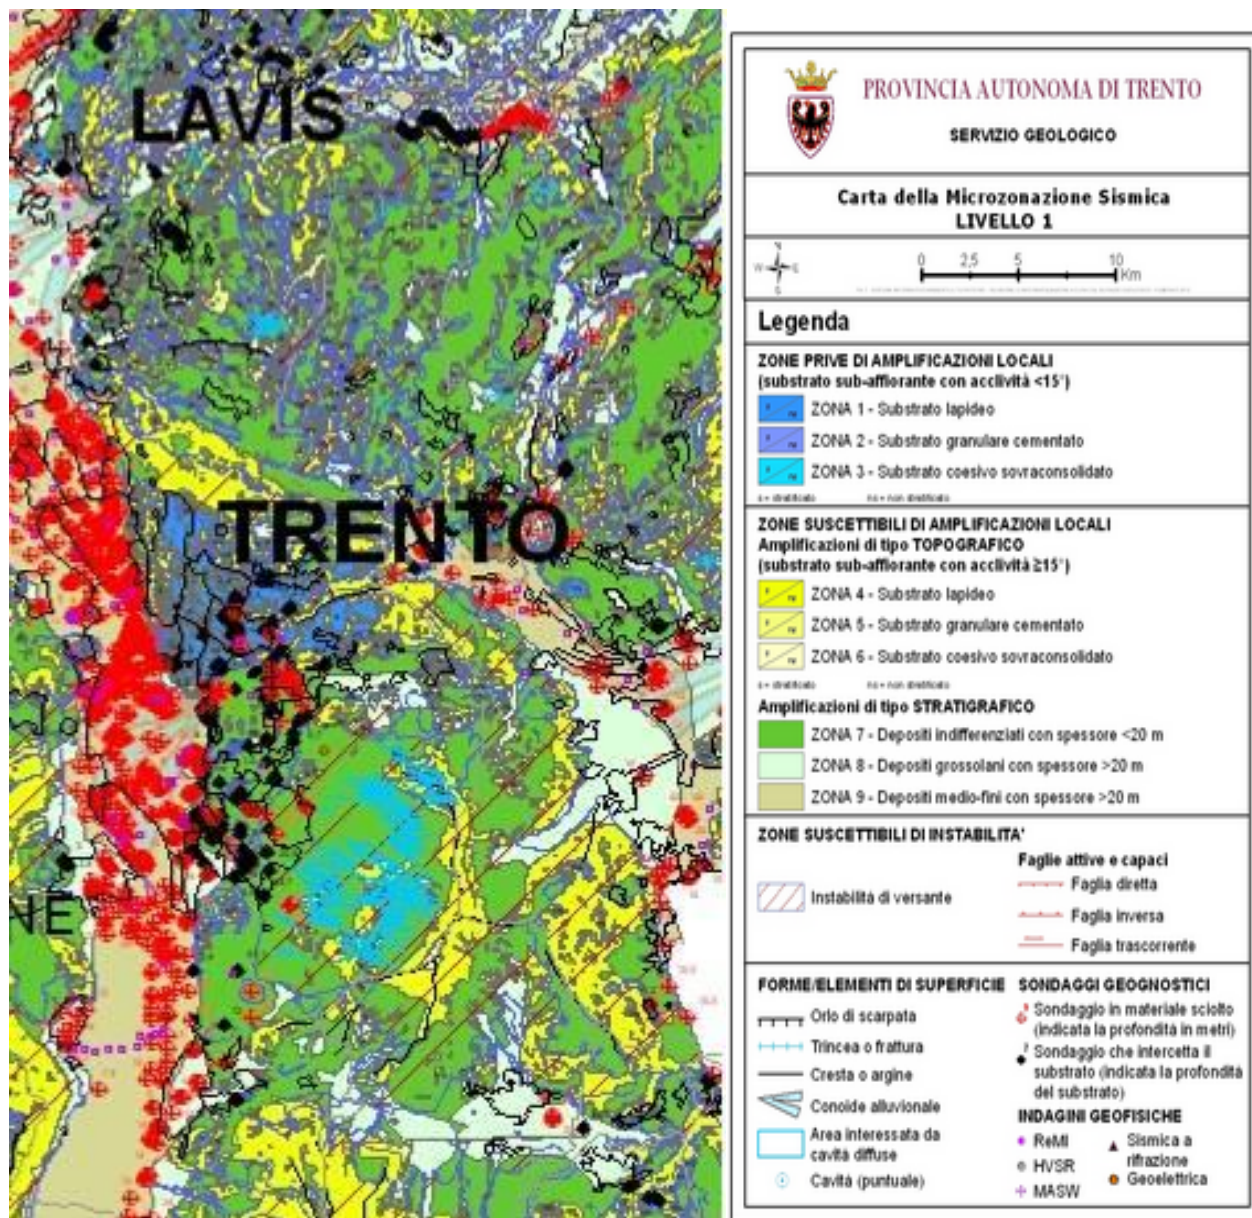 LAVIS
TRENTO
NE
PROVINCIA AUTONOMA DI TRENTO
SERVIZIO GEOLOGICO
Carta della Microzonazione Sismica
LIVELLO 1
N
W E
S
0 2,5 5 10
Km
Legenda
ZONE PRIVE DI AMPLIFICAZIONI LOCALI
(substrato sub-affiorante con acclività <15°)
ZONA 1 - Substrato lapideo
ZONA 2 - Substrato granulare cementato
ZONA 3 - Substrato coesivo sovraconsolidato
s = stratificato ns = non stratificato
ZONE SUSCETTIBILI DI AMPLIFICAZIONI LOCALI
Amplificazioni di tipo TOPOGRAFICO
(substrato sub-affiorante con acclività ≥15°)
ZONA 4 - Substrato lapideo
ZONA 5 - Substrato granulare cementato
ZONA 6 - Substrato coesivo sovraconsolidato
s = stratificato ns = non stratificato
Amplificazioni di tipo STRATIGRAFICO
ZONA 7 - Depositi indifferenziati con spessore <20 m
ZONA 8 - Depositi grossolani con spessore >20 m
ZONA 9 - Depositi medio-fini con spessore >20 m
ZONE SUSCETTIBILI DI INSTABILITA'
Instabilità di versante
Faglie attive e capaci
Faglia diretta
Faglia inversa
Faglia trascorrente
FORME/ELEMENTI DI SUPERFICIE
Orlo di scarpata
Trincea o frattura
Cresta o argine
Conoide alluvionale
Area interessata da
cavità diffuse
Cavità (puntuale)
SONDAGGI GEOGNOSTICI
Sondaggio in materiale sciolto
(indicata la profondità in metri)
Sondaggio che intercetta il
substrato (indicata la profondità
del substrato)
INDAGINI GEOFISICHE
ReMI
HVSR
MASW
Sismica a
rifrazione
Geoelettrica